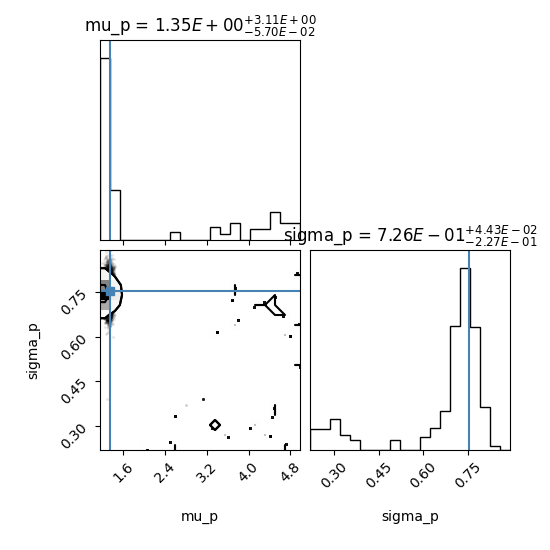 mu_p = 1.35E + 00^{+3.11E+00}_{-5.70E-02}
sigma_p = 7.26E − 01^{+4.43E-02}_{-2.27E-01}
sigma_p
0.75
0.60
0.45
0.30
1.6 2.4 3.2 4.0 4.8
0.30 0.45 0.60 0.75
mu_p
sigma_p